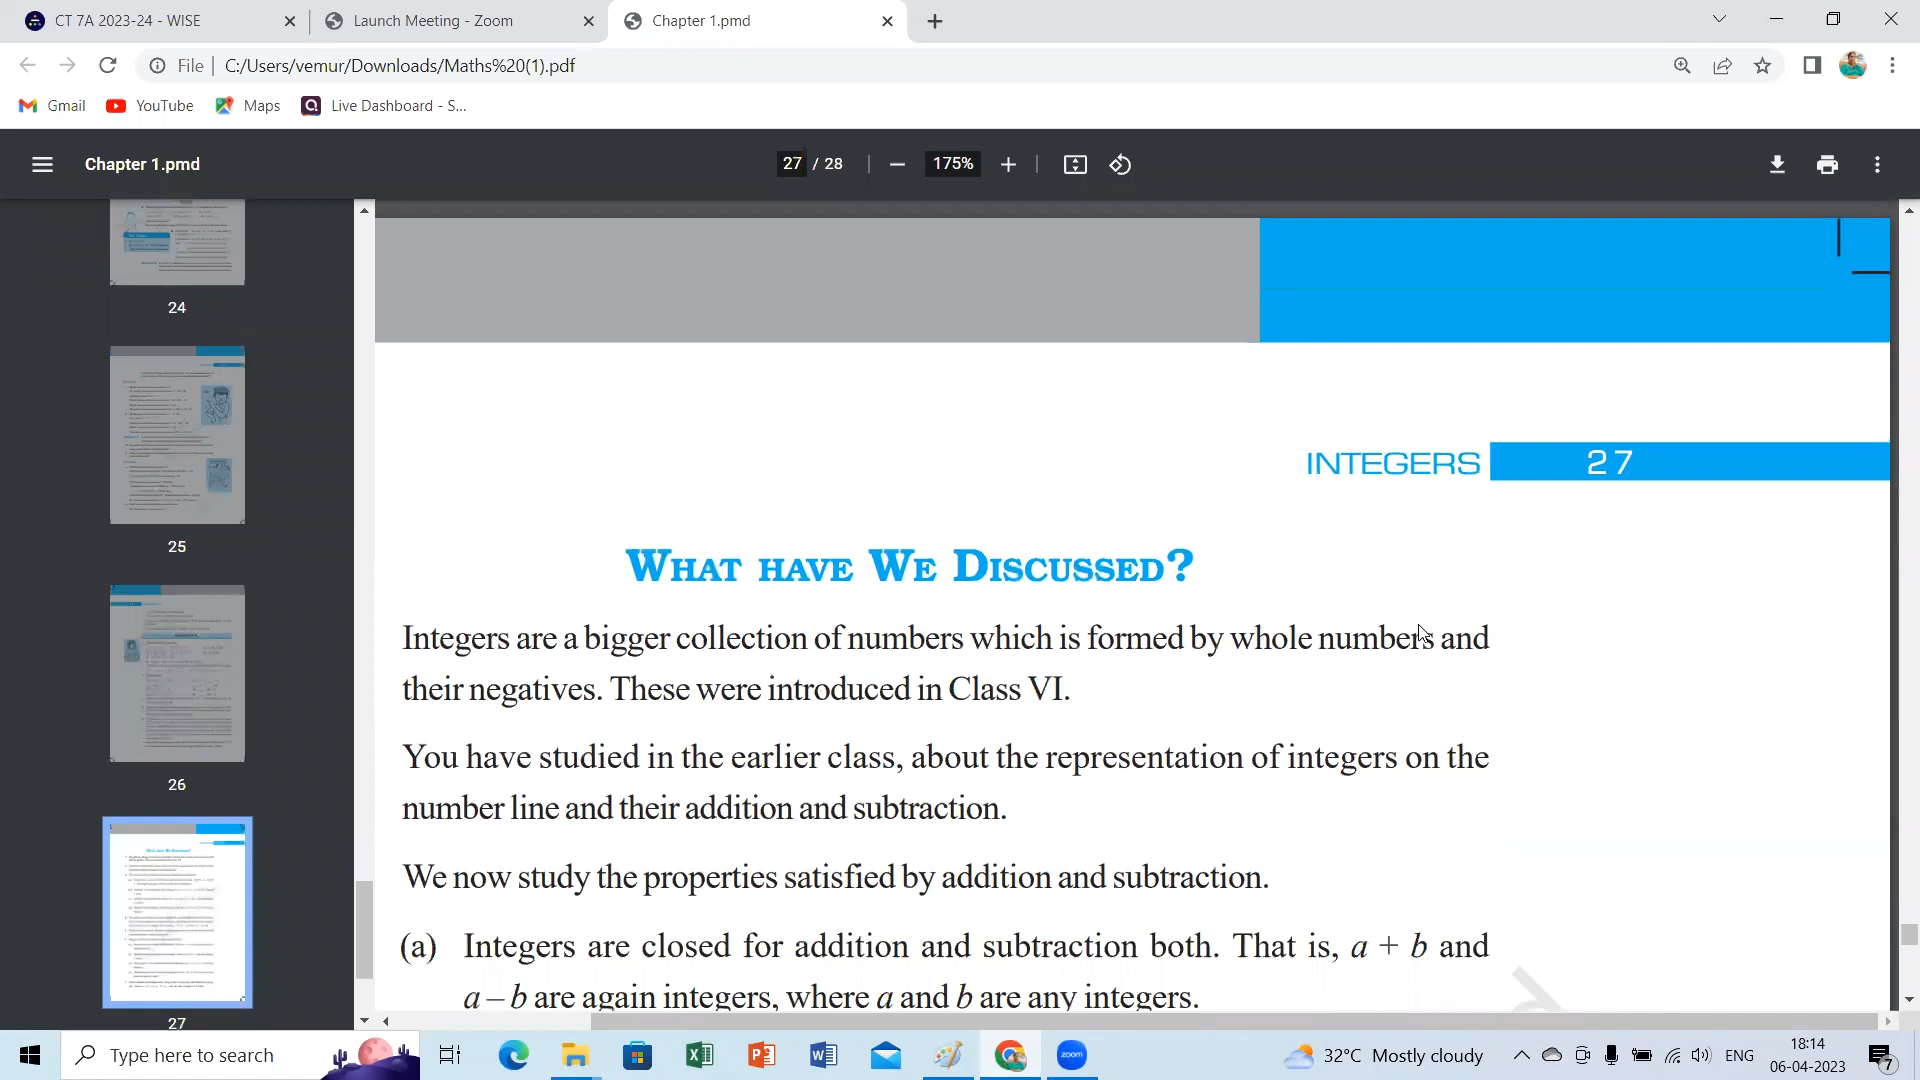 CT 7A 2023-24 - WISE
Launch Meeting - Zoom
Chapter 1.pmd
File
C:/Users/vemur/Downloads/Maths%20(1).pdf
Gmail
YouTube
Maps
Live Dashboard - S...
Chapter 1.pmd
27 / 28
175%
24
25
26
27
INTEGERS 27
WHAT HAVE WE DISCUSSED?
Integers are a bigger collection of numbers which is formed by whole numbers and
their negatives. These were introduced in Class VI.
You have studied in the earlier class, about the representation of integers on the
number line and their addition and subtraction.
We now study the properties satisfied by addition and subtraction.
(a) Integers are closed for addition and subtraction both. That is, a + b and
a – b are again integers, where a and b are any integers.
Type here to search
zoom
32°C Mostly cloudy
ENG
18:14
06-04-2023
7